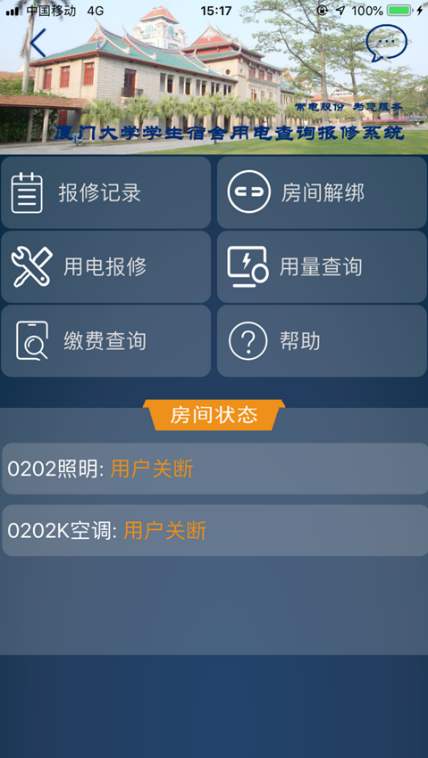 中国移动 4G 15:17 100%
常电股份 为您服务
厦门大学学生宿舍用电查询报修系统
报修记录 房间解绑
用电报修 用量查询
缴费查询 帮助
房间状态
0202照明: 用户关断
0202K空调: 用户关断